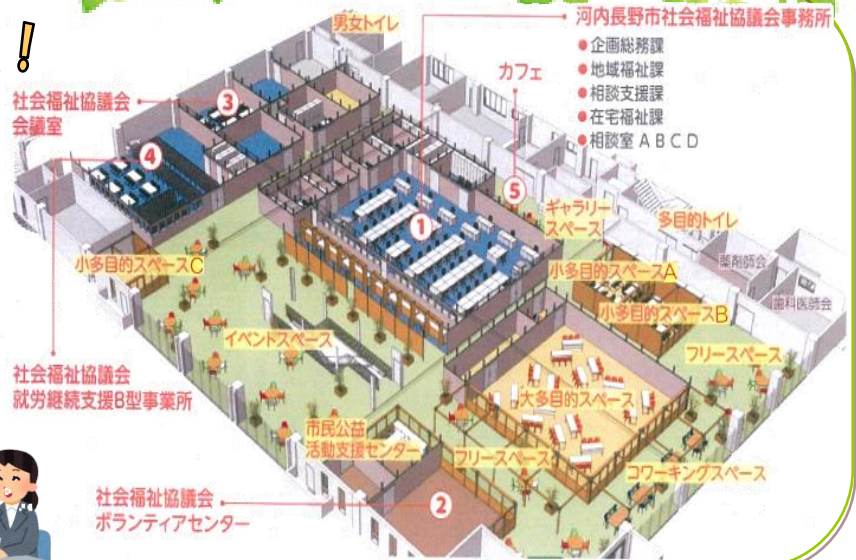 ！
男女トイレ
河内長野市社会福祉協議会事務所
●企画総務課
●地域福祉課
●相談支援課
●在宅福祉課
●相談室 A B C D
カフェ
社会福祉協議会
会議室
③
④
⑤
①
ギャラリー
スペース
多目的トイレ
薬剤師会
歯科医師会
小多目的スペースC
小多目的スペースA
小多目的スペースB
イベントスペース
フリースペース
社会福祉協議会
就労継続支援B型事業所
大多目的スペース
市民公益
活動支援センター
フリースペース
コワーキングスペース
社会福祉協議会
ボランティアセンター
②